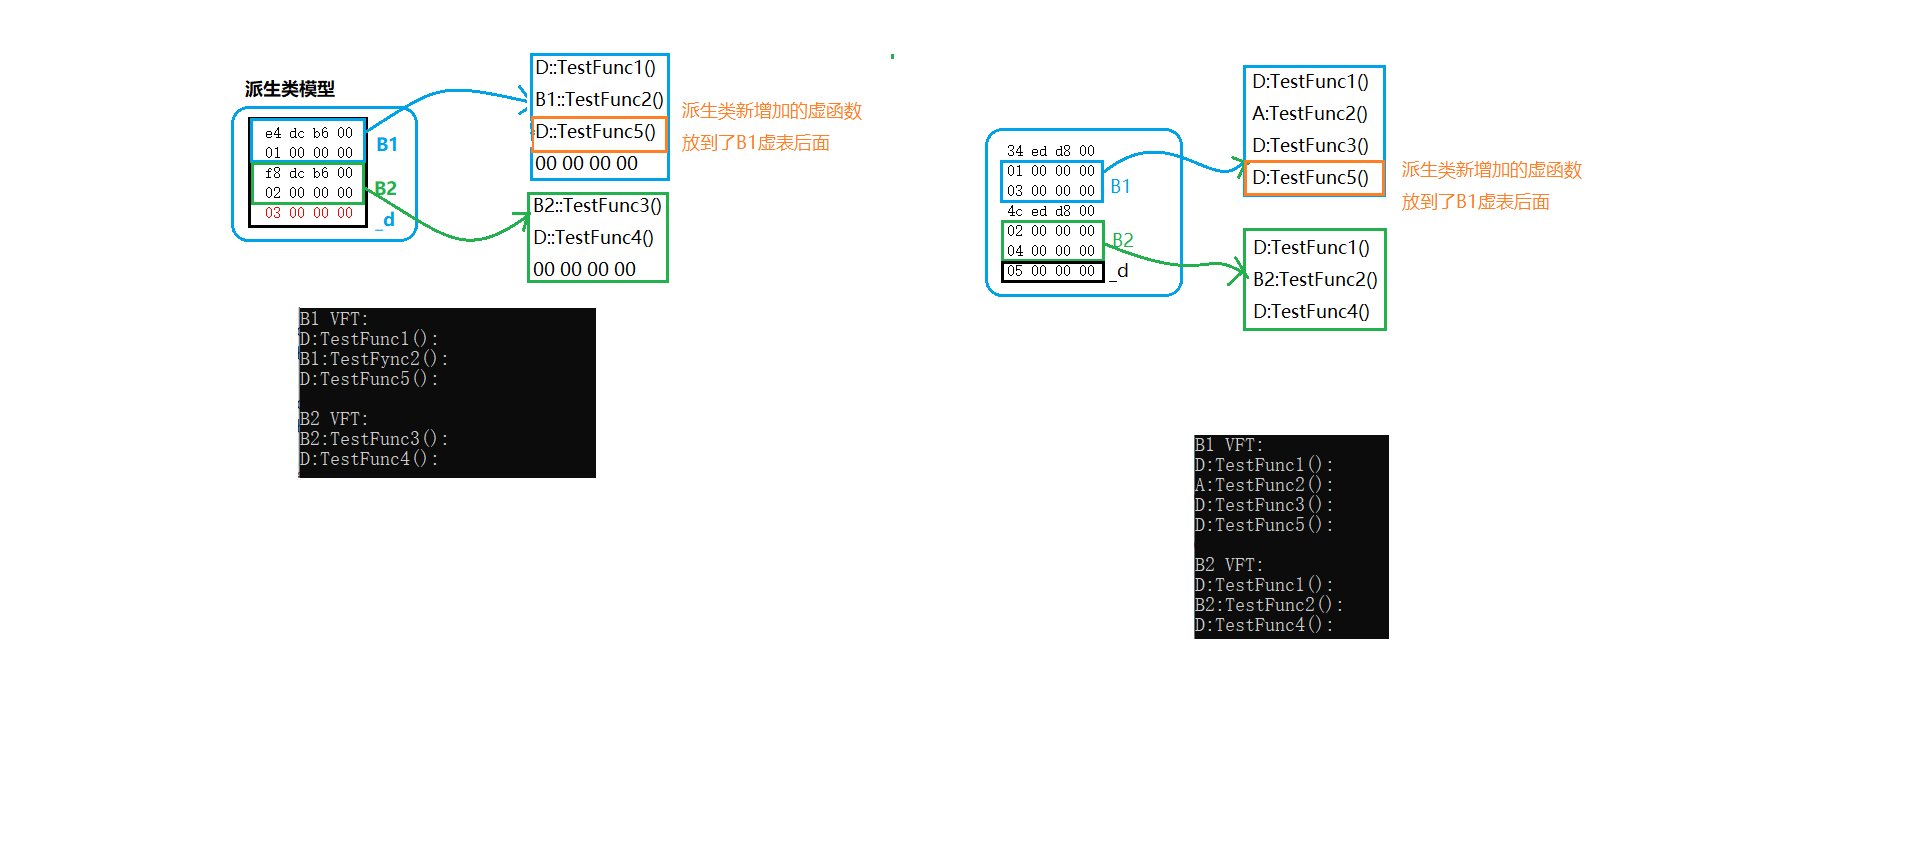 派生类模型
e4 dc b6 00
01 00 00 00
B1
f8 dc b6 00
02 00 00 00
B2
03 00 00 00
_d
D::TestFunc1()
B1::TestFunc2()
D::TestFunc5()
00 00 00 00
派生类新增加的虚函数
放到了B1虚表后面
B2::TestFunc3()
D::TestFunc4()
00 00 00 00
B1 VFT:
D:TestFunc1():
B1:TestFync2():
D:TestFunc5():
B2 VFT:
B2:TestFunc3():
D:TestFunc4():
34 ed d8 00
01 00 00 00
03 00 00 00
B1
4c ed d8 00
02 00 00 00
04 00 00 00
B2
05 00 00 00
_d
D:TestFunc1()
A:TestFunc2()
D:TestFunc3()
D:TestFunc5()
派生类新增加的虚函数
放到了B1虚表后面
D:TestFunc1()
B2:TestFunc2()
D:TestFunc4()
B1 VFT:
D:TestFunc1():
A:TestFunc2():
D:TestFunc3():
D:TestFunc5():
B2 VFT:
D:TestFunc1():
B2:TestFunc2():
D:TestFunc4():